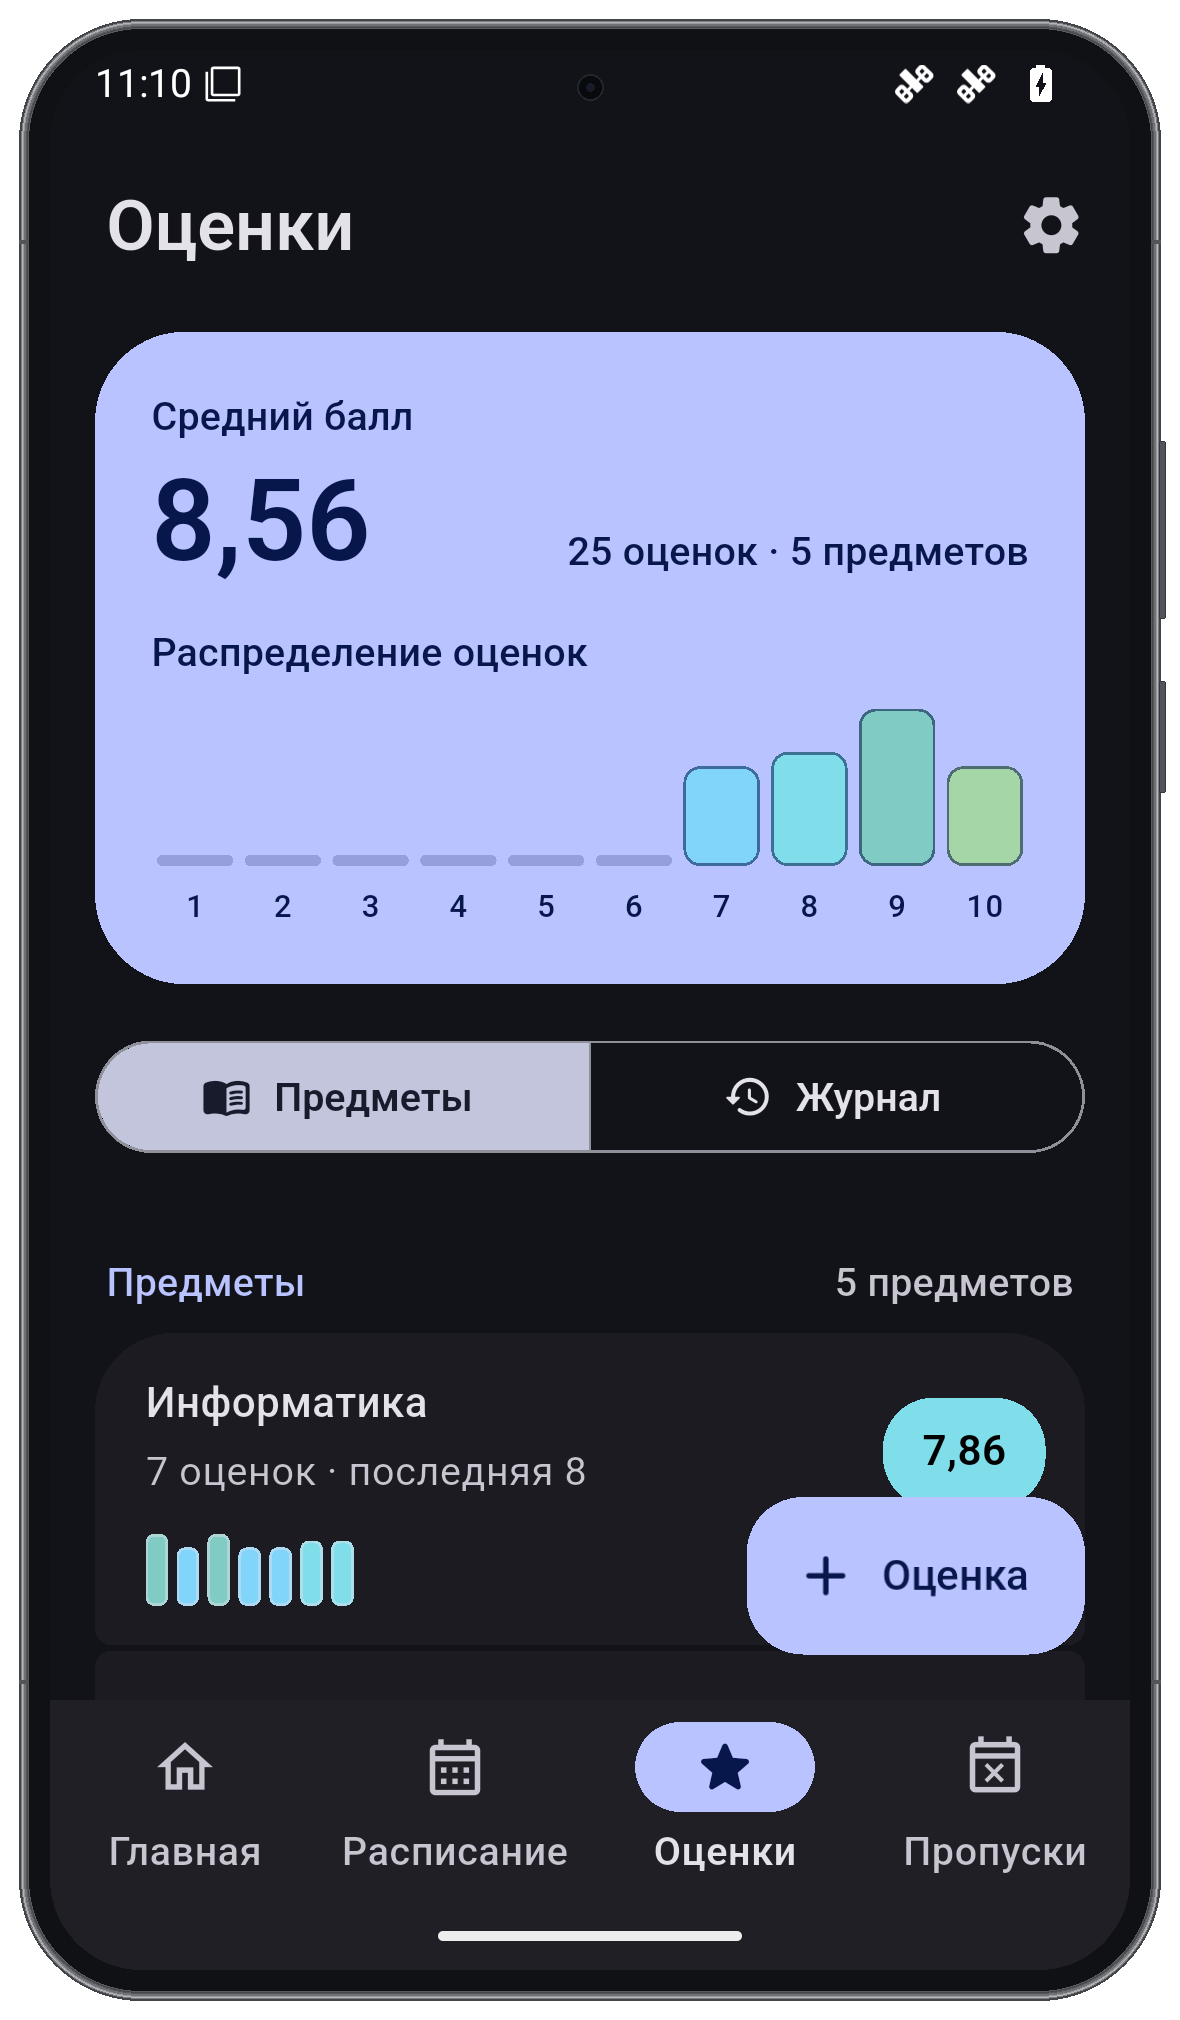 11:10
Оценки
Средний балл
8,56
25 оценок · 5 предметов
Распределение оценок
1 2 3 4 5 6 7 8 9 10
Предметы
Журнал
Предметы
5 предметов
Информатика
7,86
7 оценок · последняя 8
+ Оценка
Главная
Расписание
Оценки
Пропуски